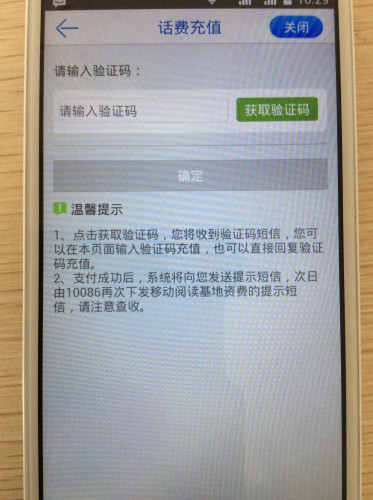 10:29
话费充值
关闭
请输入验证码：
请输入验证码
获取验证码
确定
温馨提示
1、点击获取验证码，您将收到验证码短信，您可
以在本页面输入验证码充值，也可以直接回复验证
码充值。
2、支付成功后，系统将向您发送提示短信，次日
由10086再次下发移动阅读基地资费的提示短
信，请注意查收。